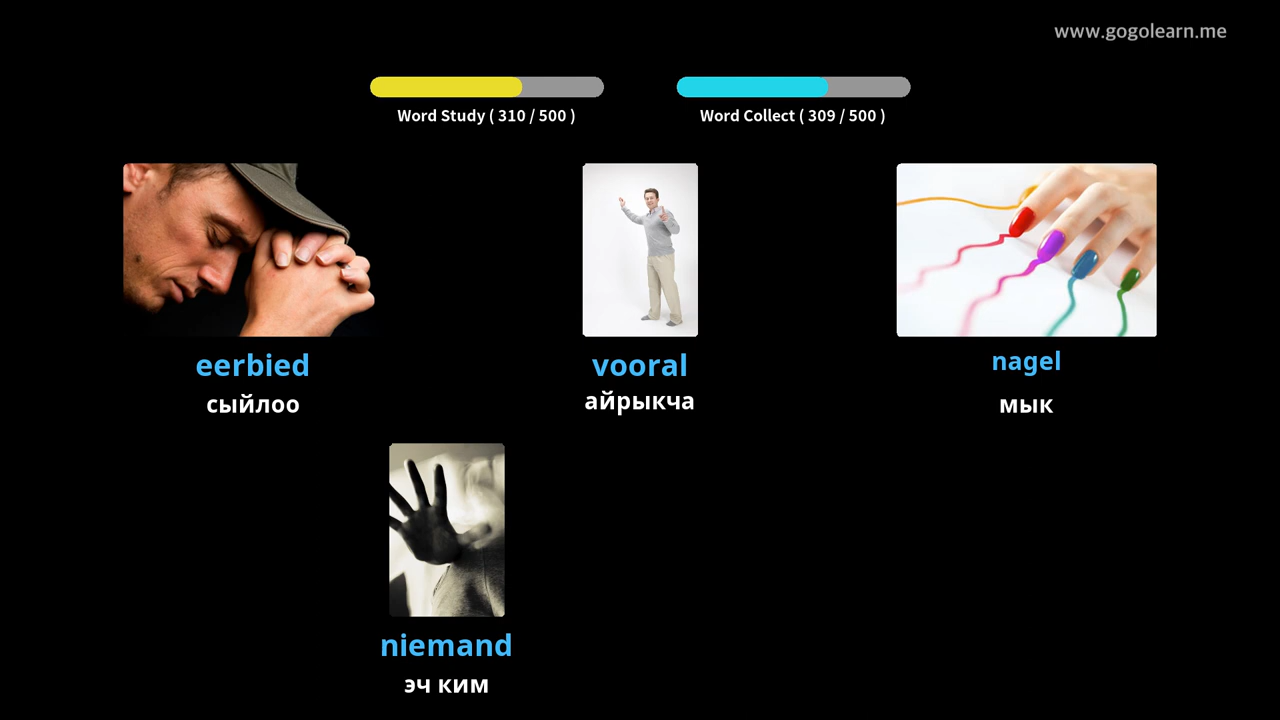 www.gogolearn.me
Word Study ( 310 / 500 )
Word Collect ( 309 / 500 )
eerbied
сыйлоо
vooral
айрыкча
nagel
мык
niemand
эч ким